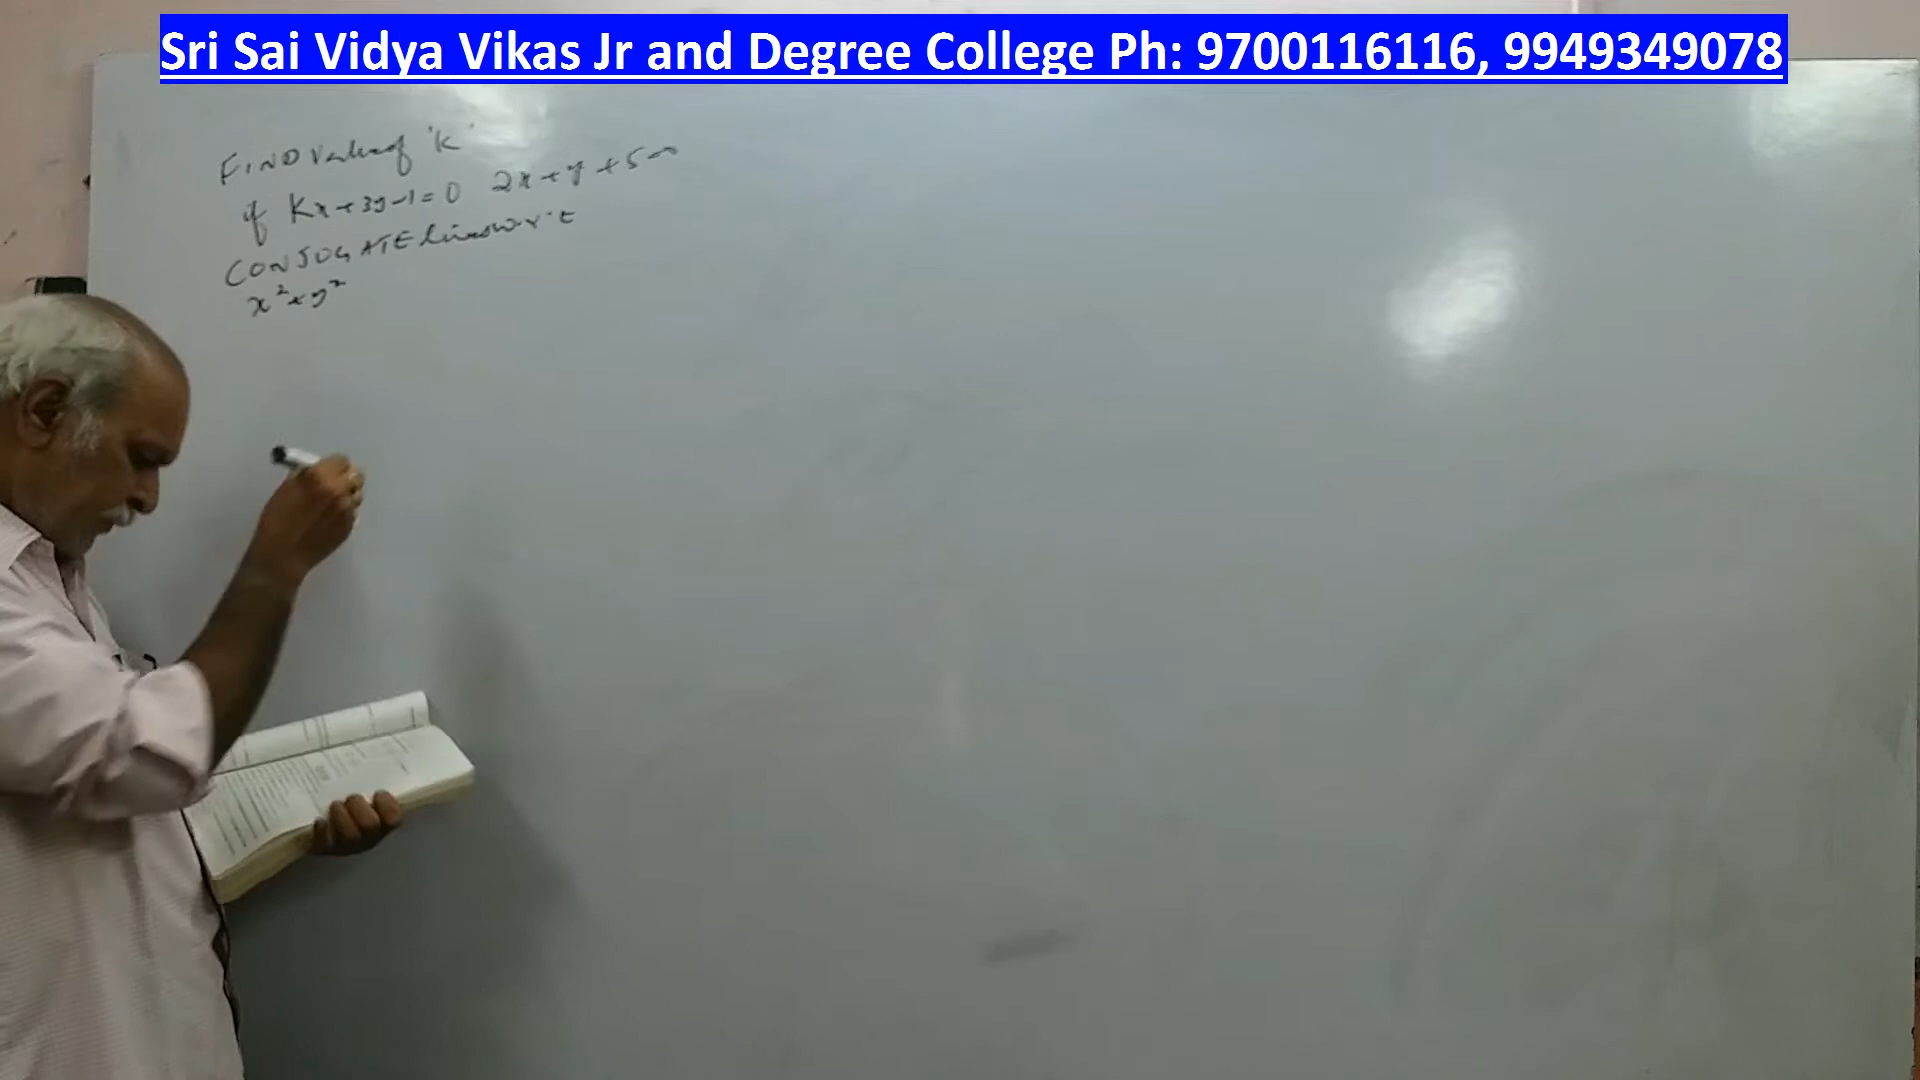 Sri Sai Vidya Vikas Jr and Degree College Ph: 9700116116, 9949349078
FIND Value of 'K'
if Kx+3y-1=0 2x+y+5=0
CONJUGATE lines w.r.t
x²+y²